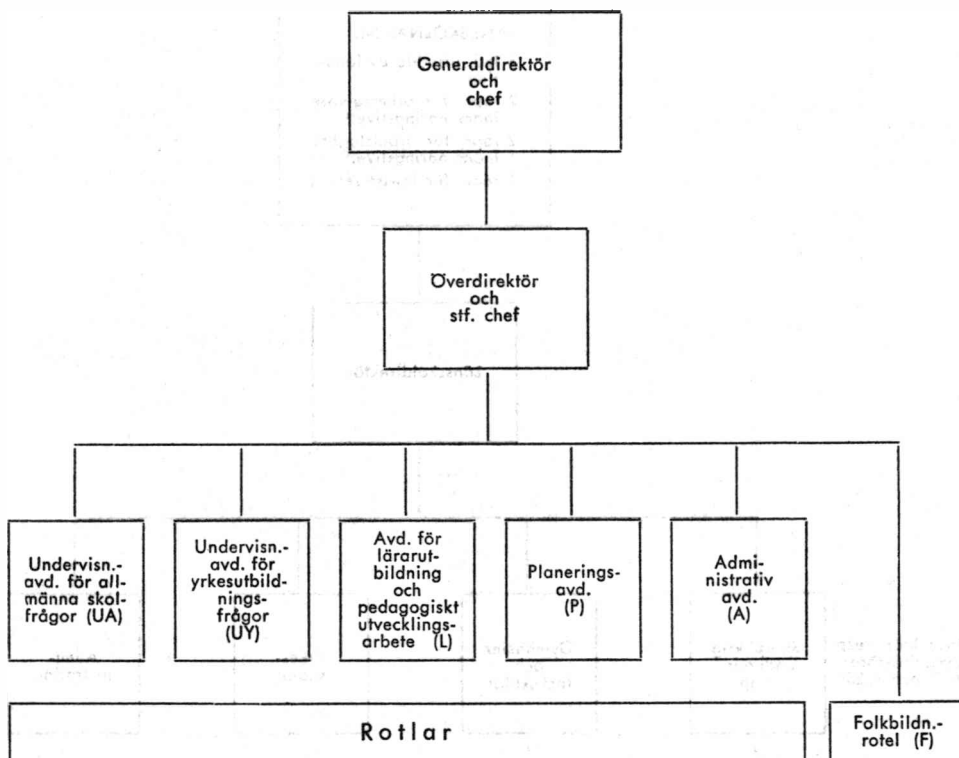 Generaldirektör
och
chef
Överdirektör
och
stf. chef
Undervisn.-
avd. för all-
männa skol-
frågor (UA)
Undervisn.-
avd. för
yrkesutbild-
nings-
frågor
(UY)
Avd. för
lärarut-
bildning
och
pedagogiskt
utvecklings-
arbete (L)
Planerings-
avd.
(P)
Admi-
nistrativ
avd.
(A)
Rotlar
Folkbildn.-
rotel (F)